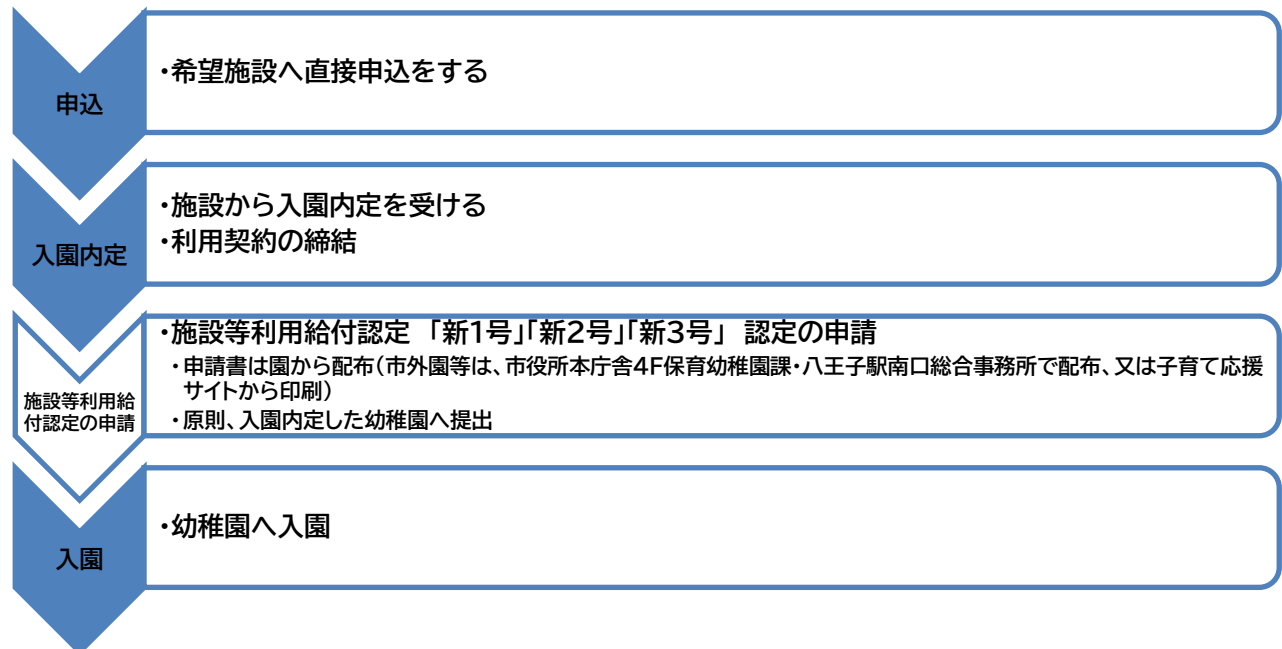 申込
・希望施設へ直接申込をする
入園内定
・施設から入園内定を受ける
・利用契約の締結
施設等利用給
付認定の申請
・施設等利用給付認定 「新1号」「新2号」「新3号」 認定の申請
・申請書は園から配布(市外園等は、市役所本庁舎4F保育幼稚園課・八王子駅南口総合事務所で配布、又は子育て応援
サイトから印刷)
・原則、入園内定した幼稚園へ提出
入園
・幼稚園へ入園